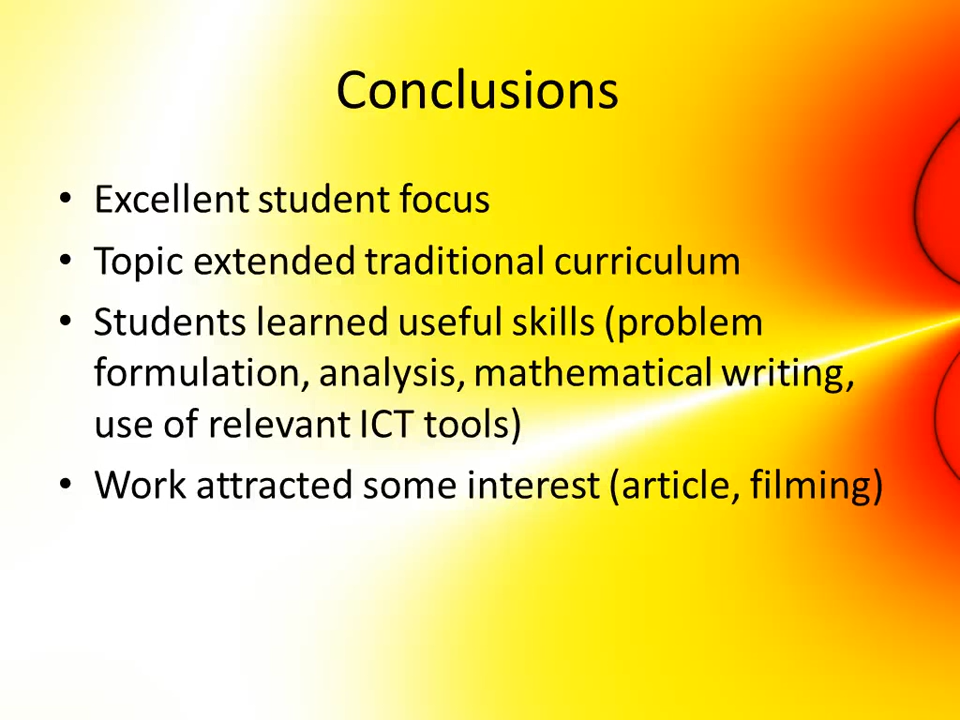 Conclusions
• Excellent student focus
• Topic extended traditional curriculum
• Students learned useful skills (problem
formulation, analysis, mathematical writing,
use of relevant ICT tools)
• Work attracted some interest (article, filming)